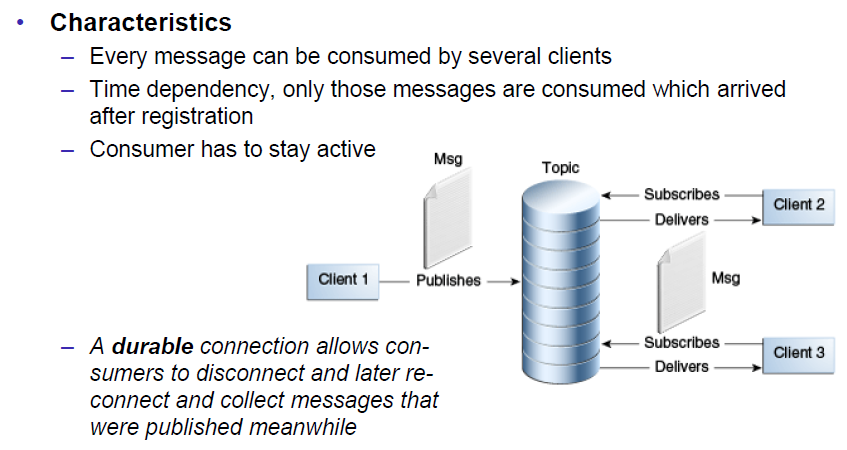 • Characteristics
– Every message can be consumed by several clients
– Time dependency, only those messages are consumed which arrived
after registration
– Consumer has to stay active
Msg
Topic
Subscribes
Client 2
Delivers
Client 1
Publishes
Msg
Subscribes
Client 3
Delivers
– A durable connection allows con-
sumers to disconnect and later re-
connect and collect messages that
were published meanwhile